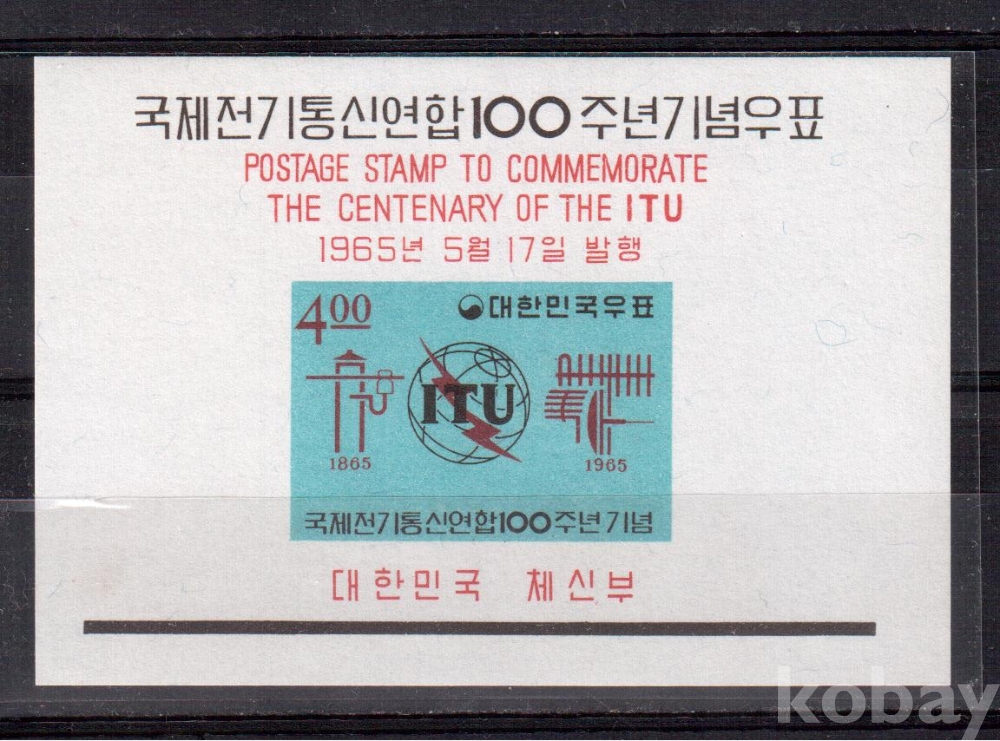 국제전기통신연합100주년기념우표
POSTAGE STAMP TO COMMEMORATE
THE CENTENARY OF THE ITU
1965년 5월 17일 발행
400 대한민국우표
ITU
1865 1965
국제전기통신연합100주년기념
대한민국 체신부
kobay